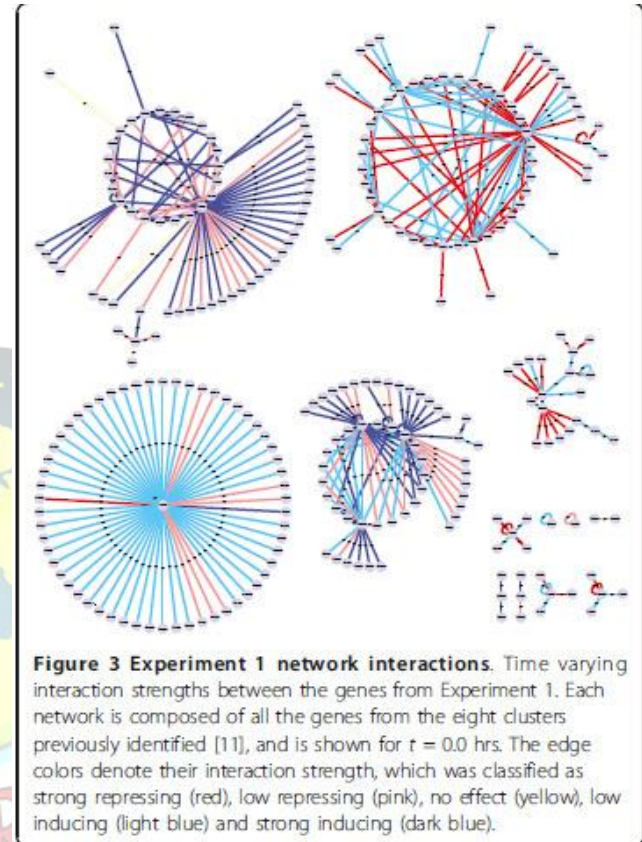 Figure 3 Experiment 1 network interactions. Time varying
interaction strengths between the genes from Experiment 1. Each
network is composed of all the genes from the eight clusters
previously identified [11], and is shown for t = 0.0 hrs. The edge
colors denote their interaction strength, which was classified as
strong repressing (red), low repressing (pink), no effect (yellow), low
inducing (light blue) and strong inducing (dark blue).